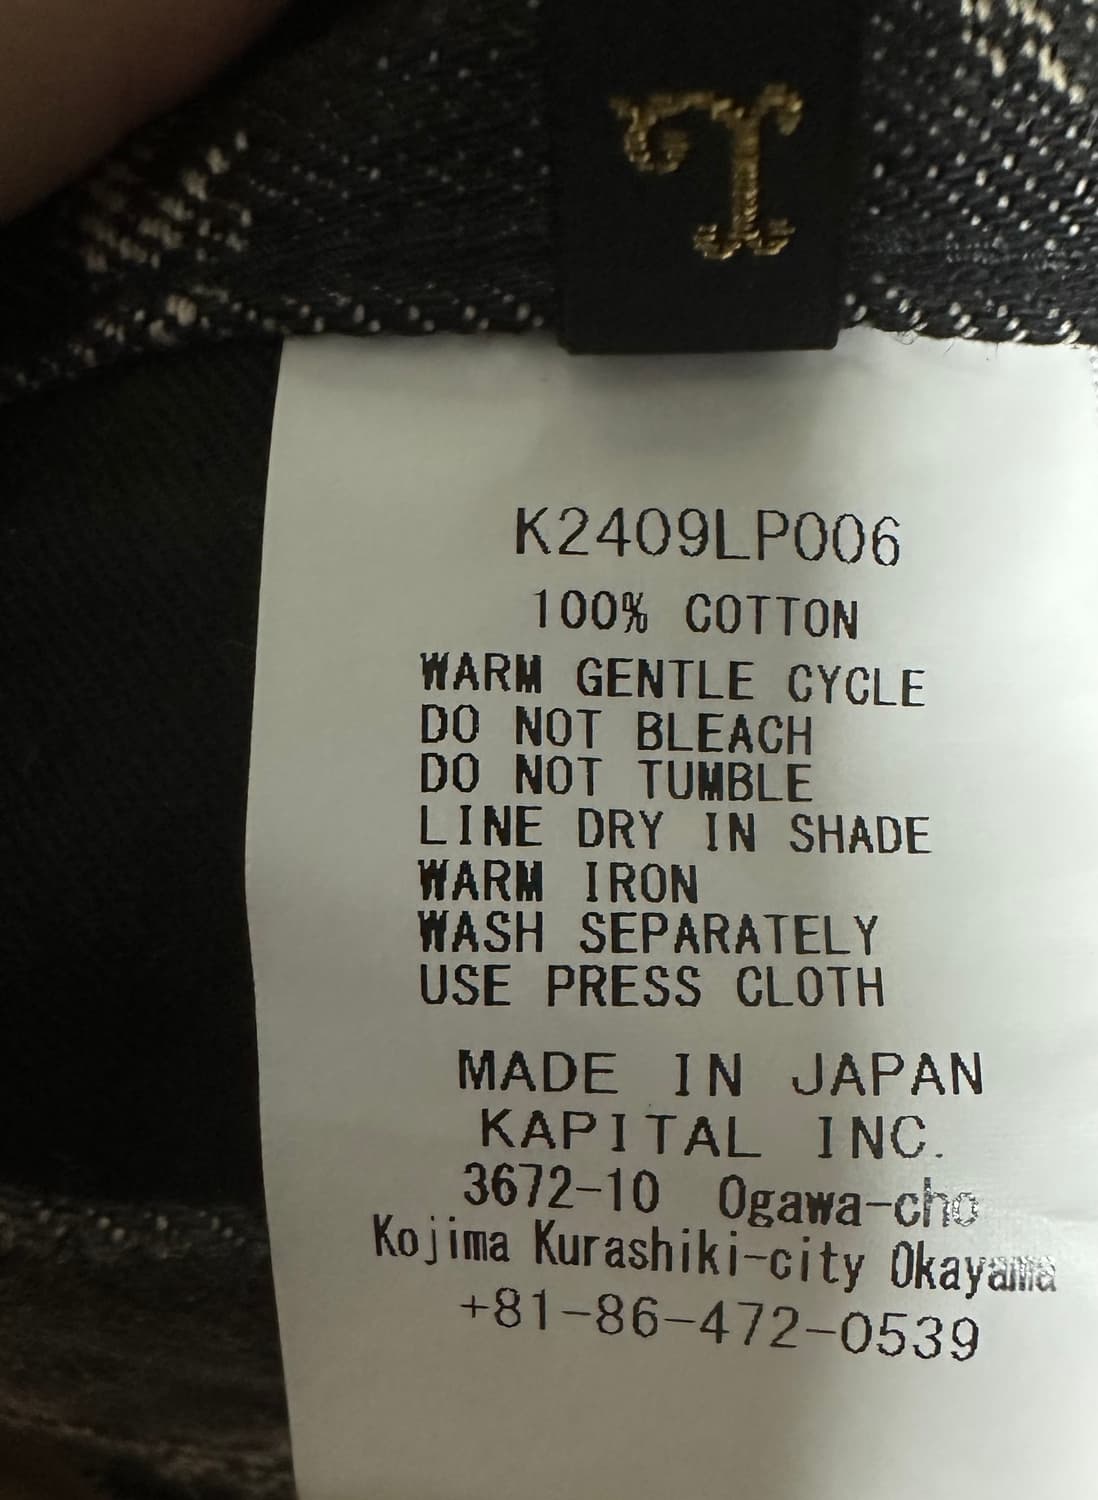 L
K2409LP006
100% COTTON
WARM GENTLE CYCLE
DO NOT BLEACH
DO NOT TUMBLE
LINE DRY IN SHADE
WARM IRON
WASH SEPARATELY
USE PRESS CLOTH
MADE IN JAPAN
KAPITAL INC.
3672-10 Ogawa-cho
Kojima Kurashiki-city Okayama
+81-86-472-0539